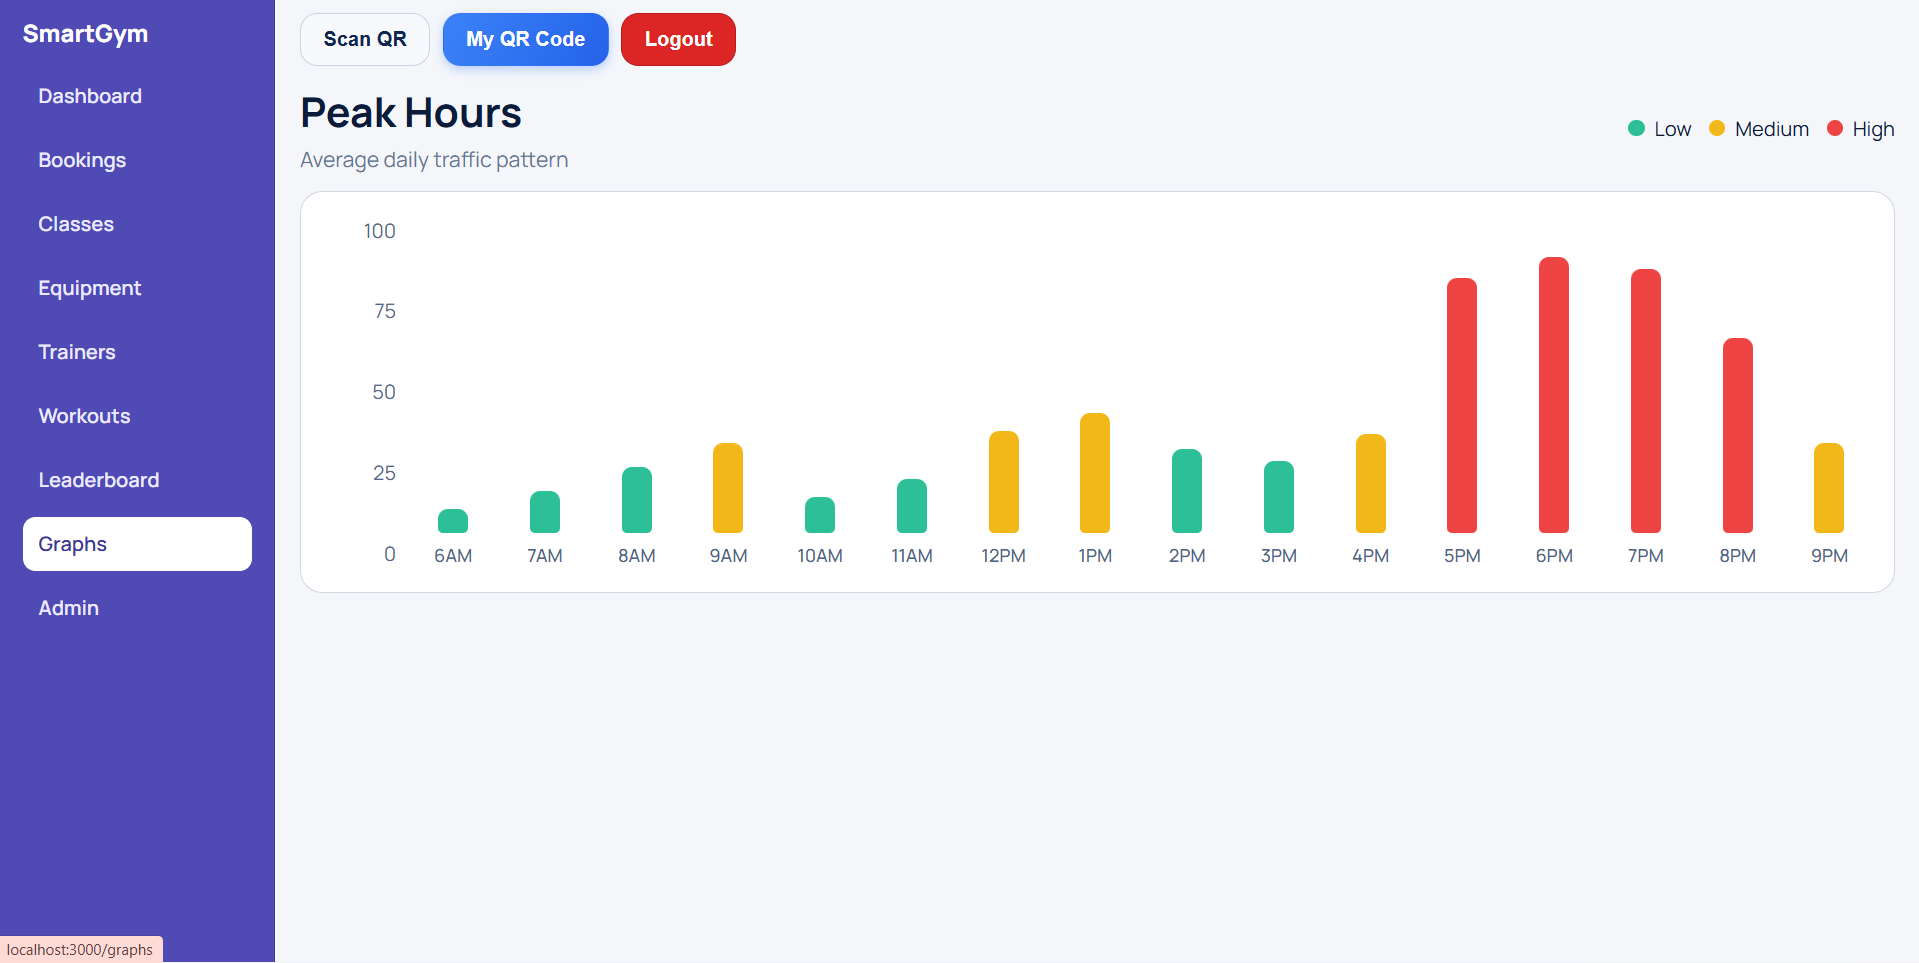 SmartGym
Dashboard
Bookings
Classes
Equipment
Trainers
Workouts
Leaderboard
Graphs
Admin
Scan QR
My QR Code
Logout
Peak Hours
Average daily traffic pattern
Low
Medium
High
100
75
50
25
0
6AM
7AM
8AM
9AM
10AM
11AM
12PM
1PM
2PM
3PM
4PM
5PM
6PM
7PM
8PM
9PM
localhost:3000/graphs